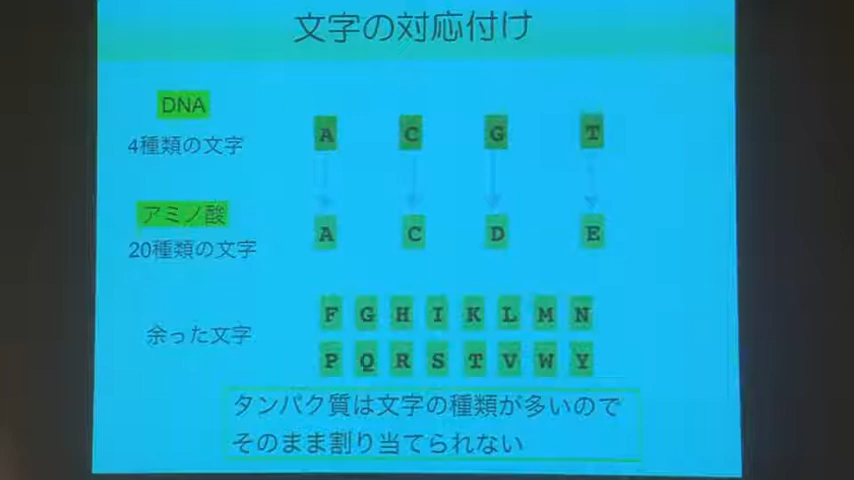 文字の対応付け
DNA
4種類の文字
A C G T
アミノ酸
20種類の文字
A C D E
余った文字
F G H I K L M N
P Q R S T V W Y
タンパク質は文字の種類が多いので
そのまま割り当てられない